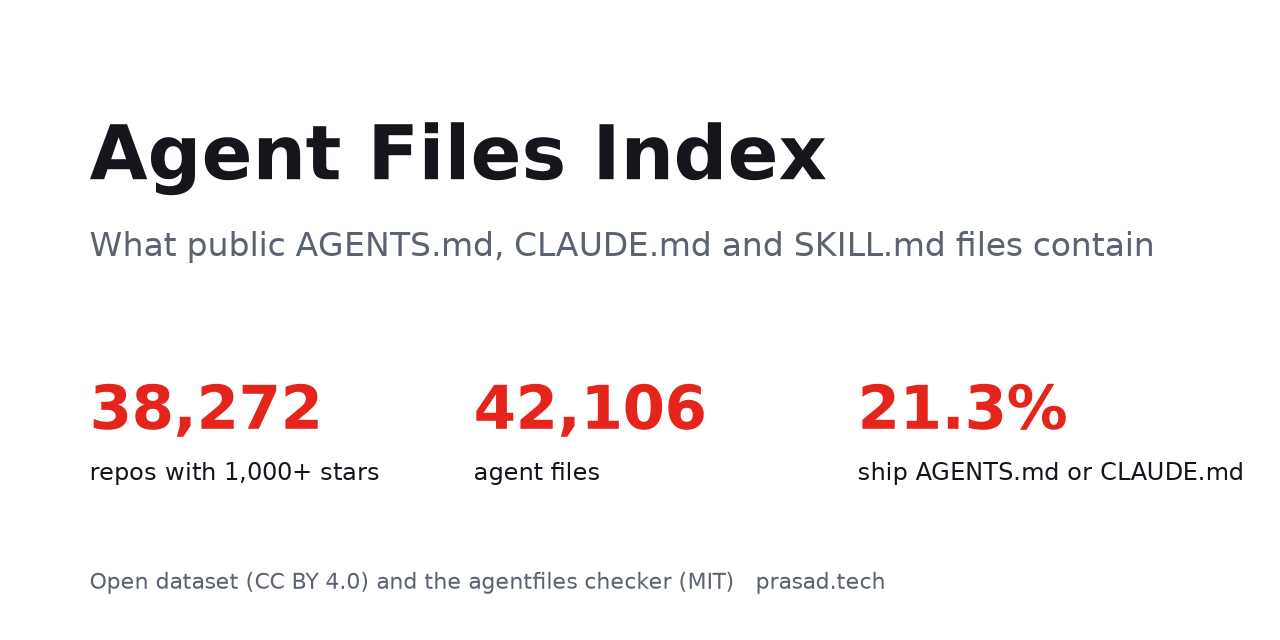 Agent Files Index
What public AGENTS.md, CLAUDE.md and SKILL.md files contain
38,272 42,106 21.3%
repos with 1,000+ stars agent files ship AGENTS.md or CLAUDE.md
Open dataset (CC BY 4.0) and the agentfiles checker (MIT) prasad.tech